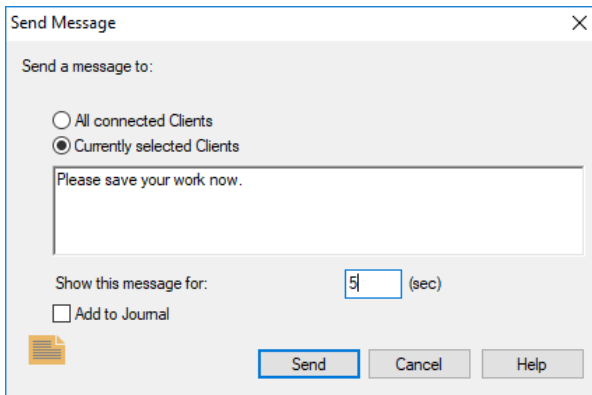 Send Message
Send a message to:
All connected Clients
Currently selected Clients
Please save your work now.
Show this message for: 5 (sec)
Add to Journal
Send Cancel Help